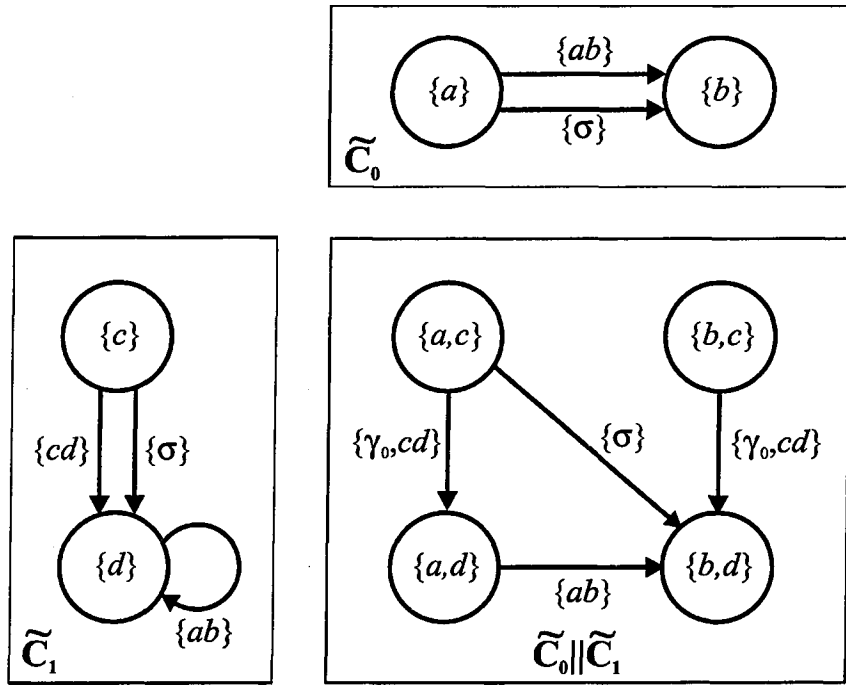 {ab}
{a} {b}
{σ}
C̃₀
{c} {a,c} {b,c}
{cd} {σ} {γ₀,cd} {σ} {γ₀,cd}
{d} {a,d} {b,d}
{ab} {ab}
C̃₁ C̃₀||C̃₁